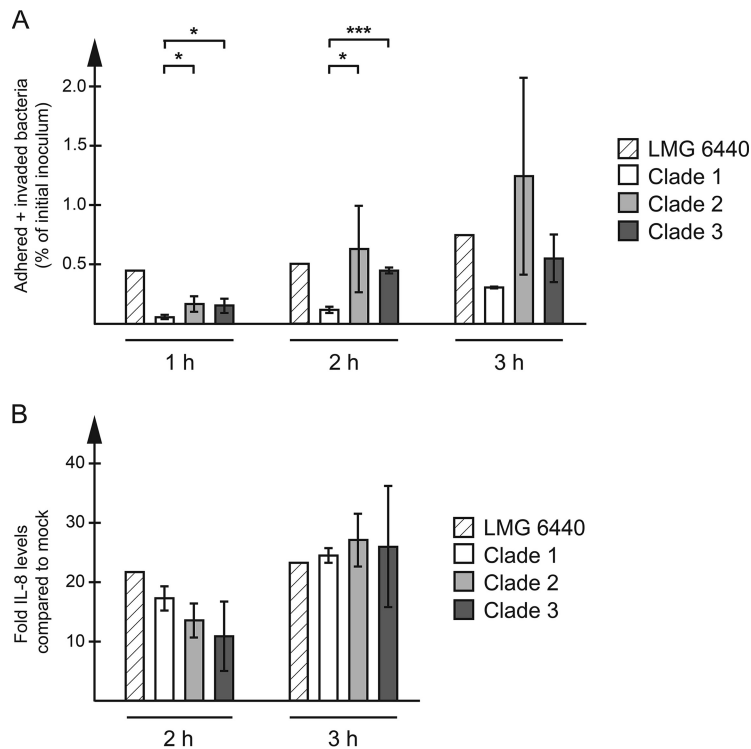 A
*
***
*
*
2.0
1.5
1.0
0.5
Adhered + invaded bacteria
(% of initial inoculum)
LMG 6440
Clade 1
Clade 2
Clade 3
1 h
2 h
3 h
B
40
30
20
10
Fold IL-8 levels
compared to mock
LMG 6440
Clade 1
Clade 2
Clade 3
2 h
3 h